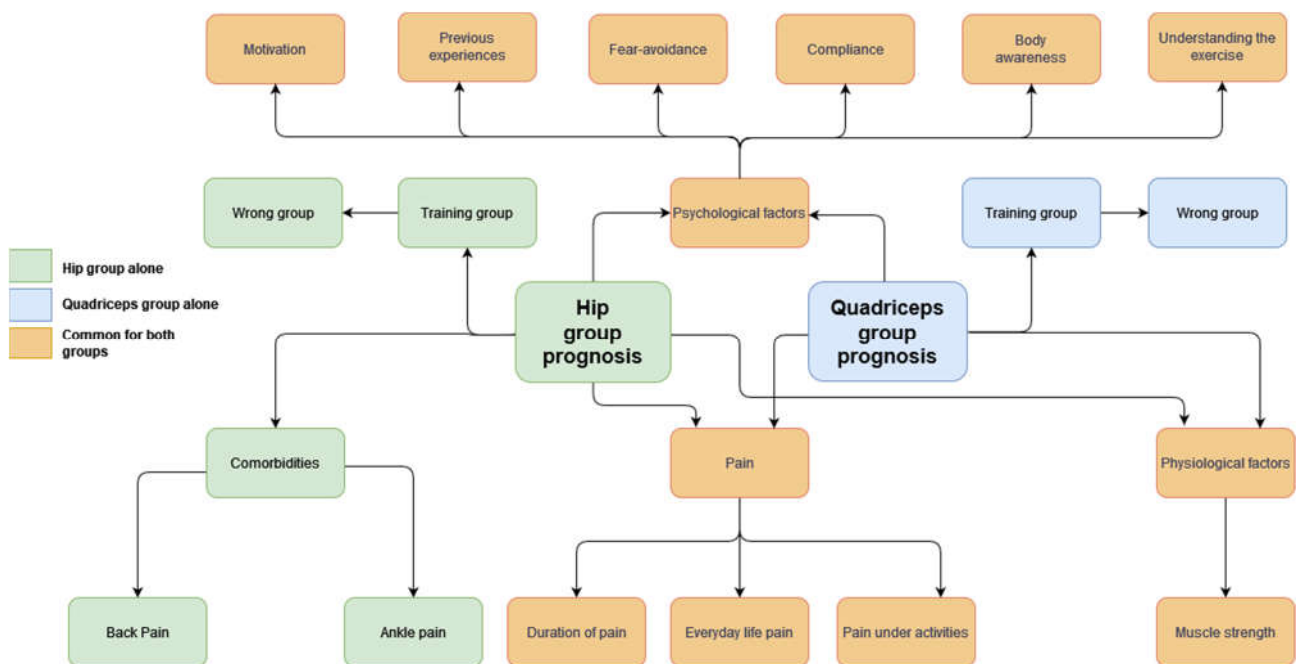 Motivation
Previous
experiences
Fear-avoidance
Compliance
Body
awareness
Understanding the
exercise
Wrong group
Training group
Psychological factors
Training group
Wrong group
Hip group alone
Quadriceps group alone
Common for both
groups
Hip
group
prognosis
Quadriceps
group
prognosis
Comorbidities
Pain
Physiological factors
Back Pain
Ankle pain
Duration of pain
Everyday life pain
Pain under activities
Muscle strength